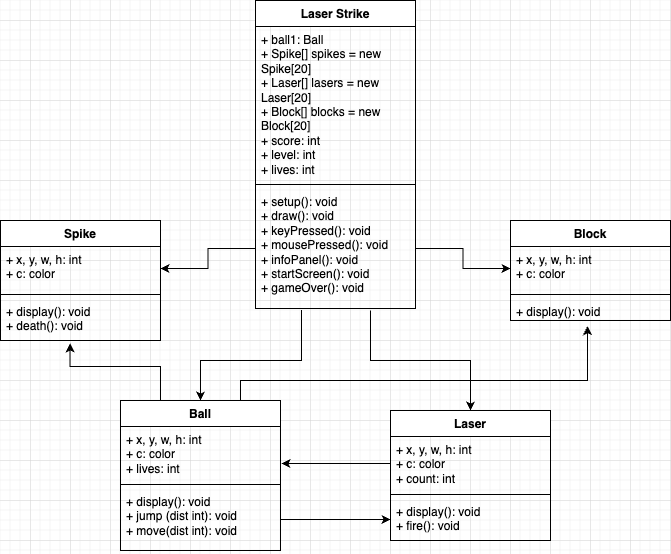 Laser Strike
+ ball1: Ball
+ Spike[] spikes = new
Spike[20]
+ Laser[] lasers = new
Laser[20]
+ Block[] blocks = new
Block[20]
+ score: int
+ level: int
+ lives: int
+ setup(): void
+ draw(): void
+ keyPressed(): void
+ mousePressed(): void
+ infoPanel(): void
+ startScreen(): void
+ gameOver(): void
Spike
+ x, y, w, h: int
+ c: color
+ display(): void
+ death(): void
Block
+ x, y, w, h: int
+ c: color
+ display(): void
Ball
+ x, y, w, h: int
+ c: color
+ lives: int
+ display(): void
+ jump (dist int): void
+ move(dist int): void
Laser
+ x, y, w, h: int
+ c: color
+ count: int
+ display(): void
+ fire(): void